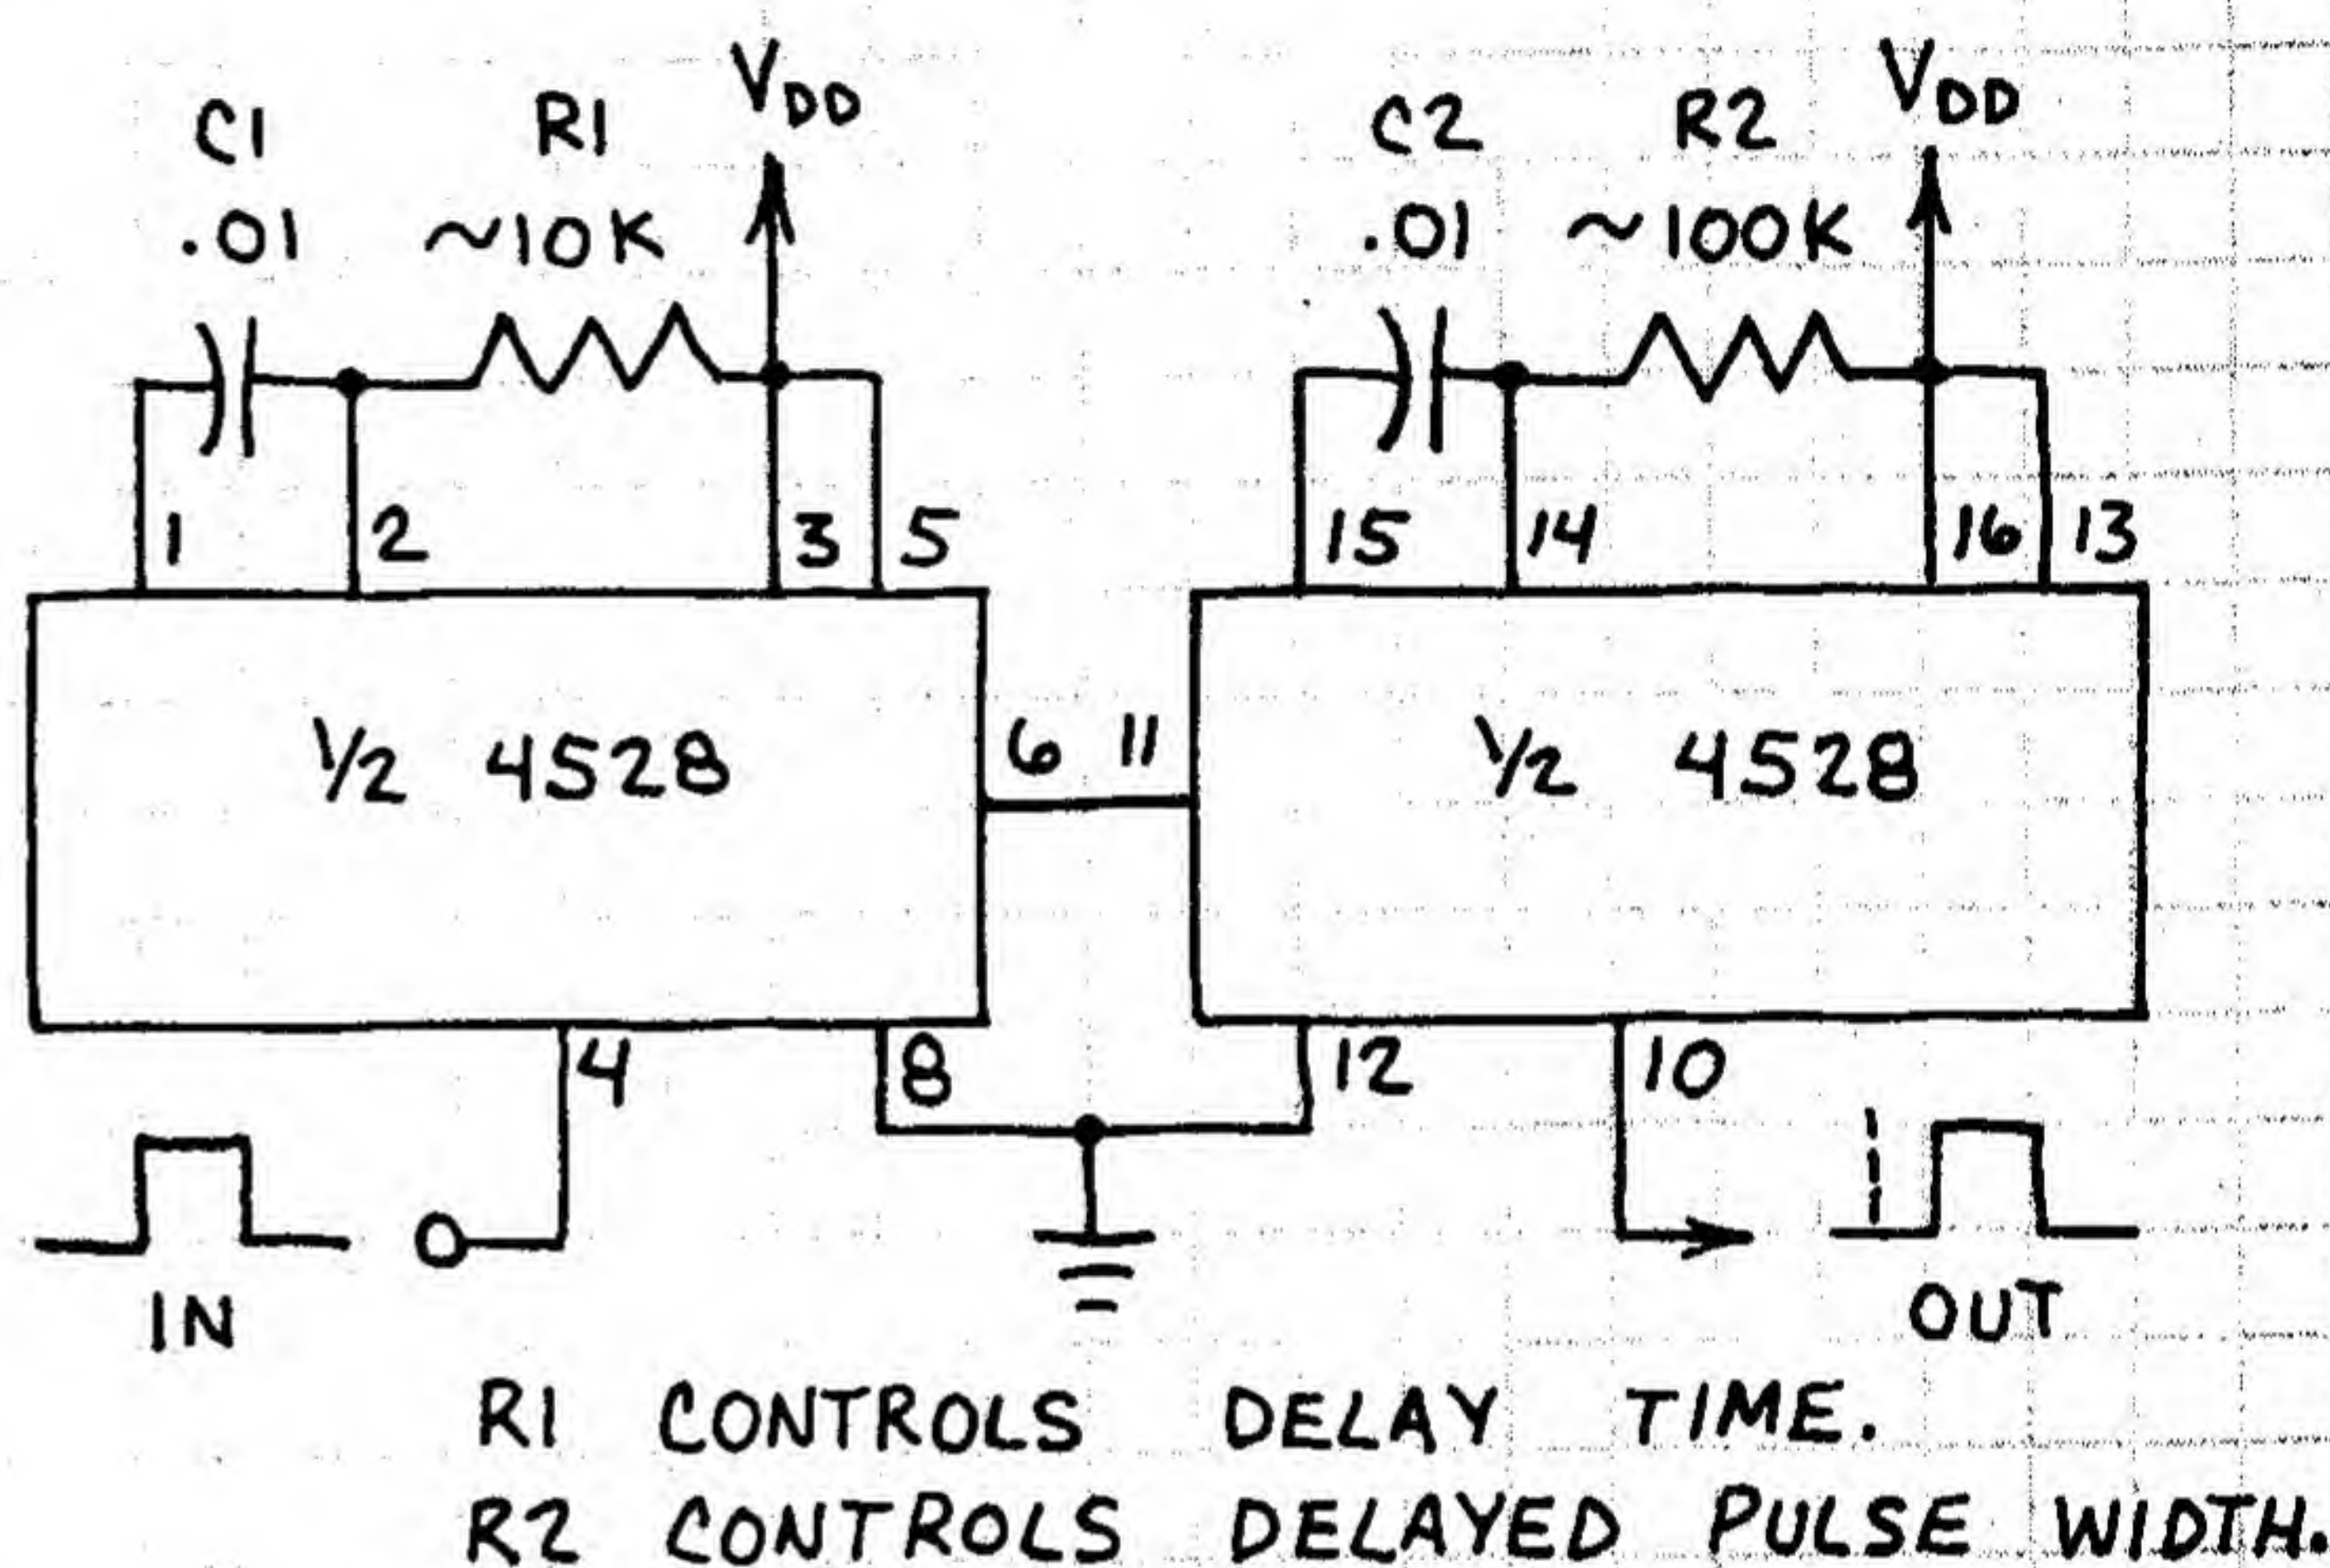 C1 R1 VDD C2 R2 VDD
.01 ~10K .01 ~100K
1 2 3 5 15 14 16 13
1/2 4528 6 11 1/2 4528
4 8 12 10
IN OUT
R1 CONTROLS DELAY TIME.
R2 CONTROLS DELAYED PULSE WIDTH.